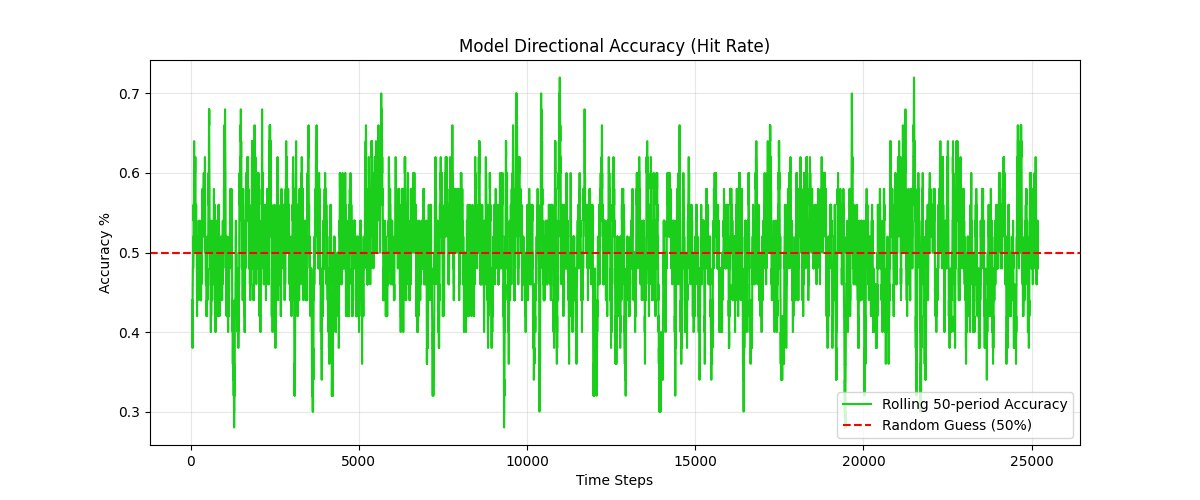 Model Directional Accuracy (Hit Rate)
Accuracy %
0.7
0.6
0.5
0.4
0.3
Rolling 50-period Accuracy
Random Guess (50%)
0 5000 10000 15000 20000 25000
Time Steps